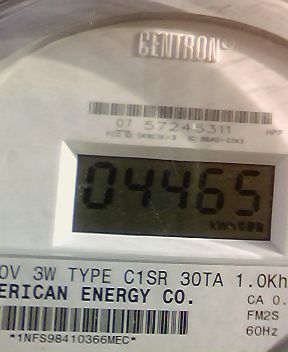 CENTRON®
07 57245311
04465
kWh
0V 3W TYPE C1SR 30TA 1.0Kh
ERICAN ENERGY CO.
CA 0.
FM2S
60Hz
*1NFS98410366MEC*